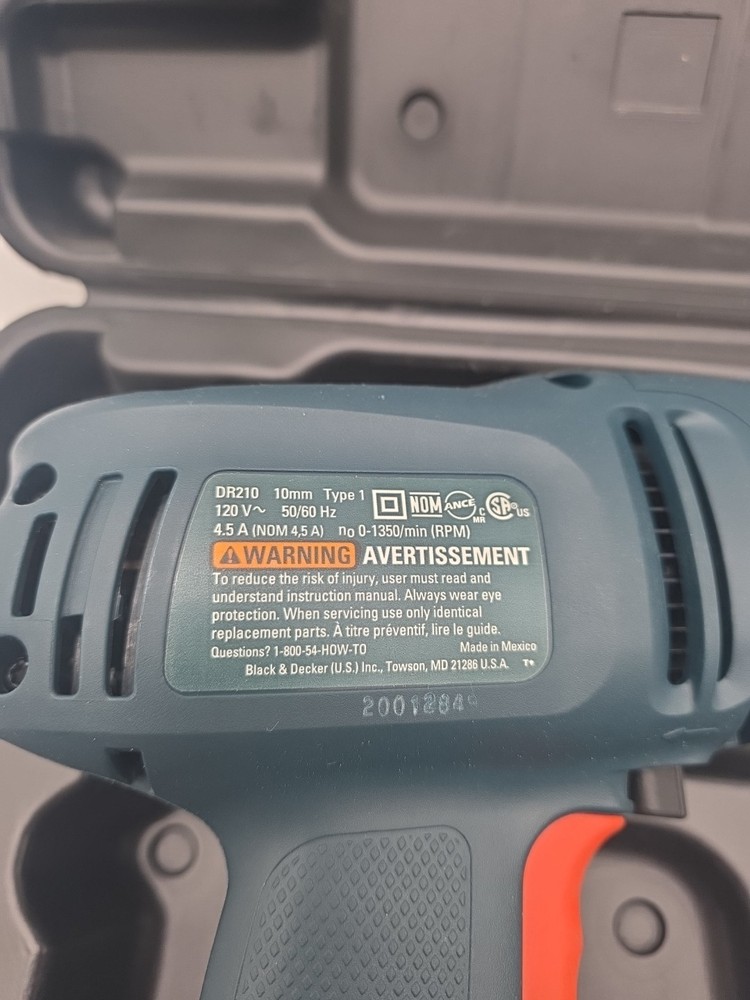 DR210 10mm Type 1 NOM ANCE MR C SA ® US
120 V~ 50/60 Hz
4.5 A (NOM 4,5 A) no 0-1350/min (RPM)
WARNING AVERTISSEMENT
To reduce the risk of injury, user must read and
understand instruction manual. Always wear eye
protection. When servicing use only identical
replacement parts. À titre préventif, lire le guide.
Questions? 1-800-54-HOW-TO Made in Mexico
Black & Decker (U.S.) Inc., Towson, MD 21286 U.S.A.
2001284